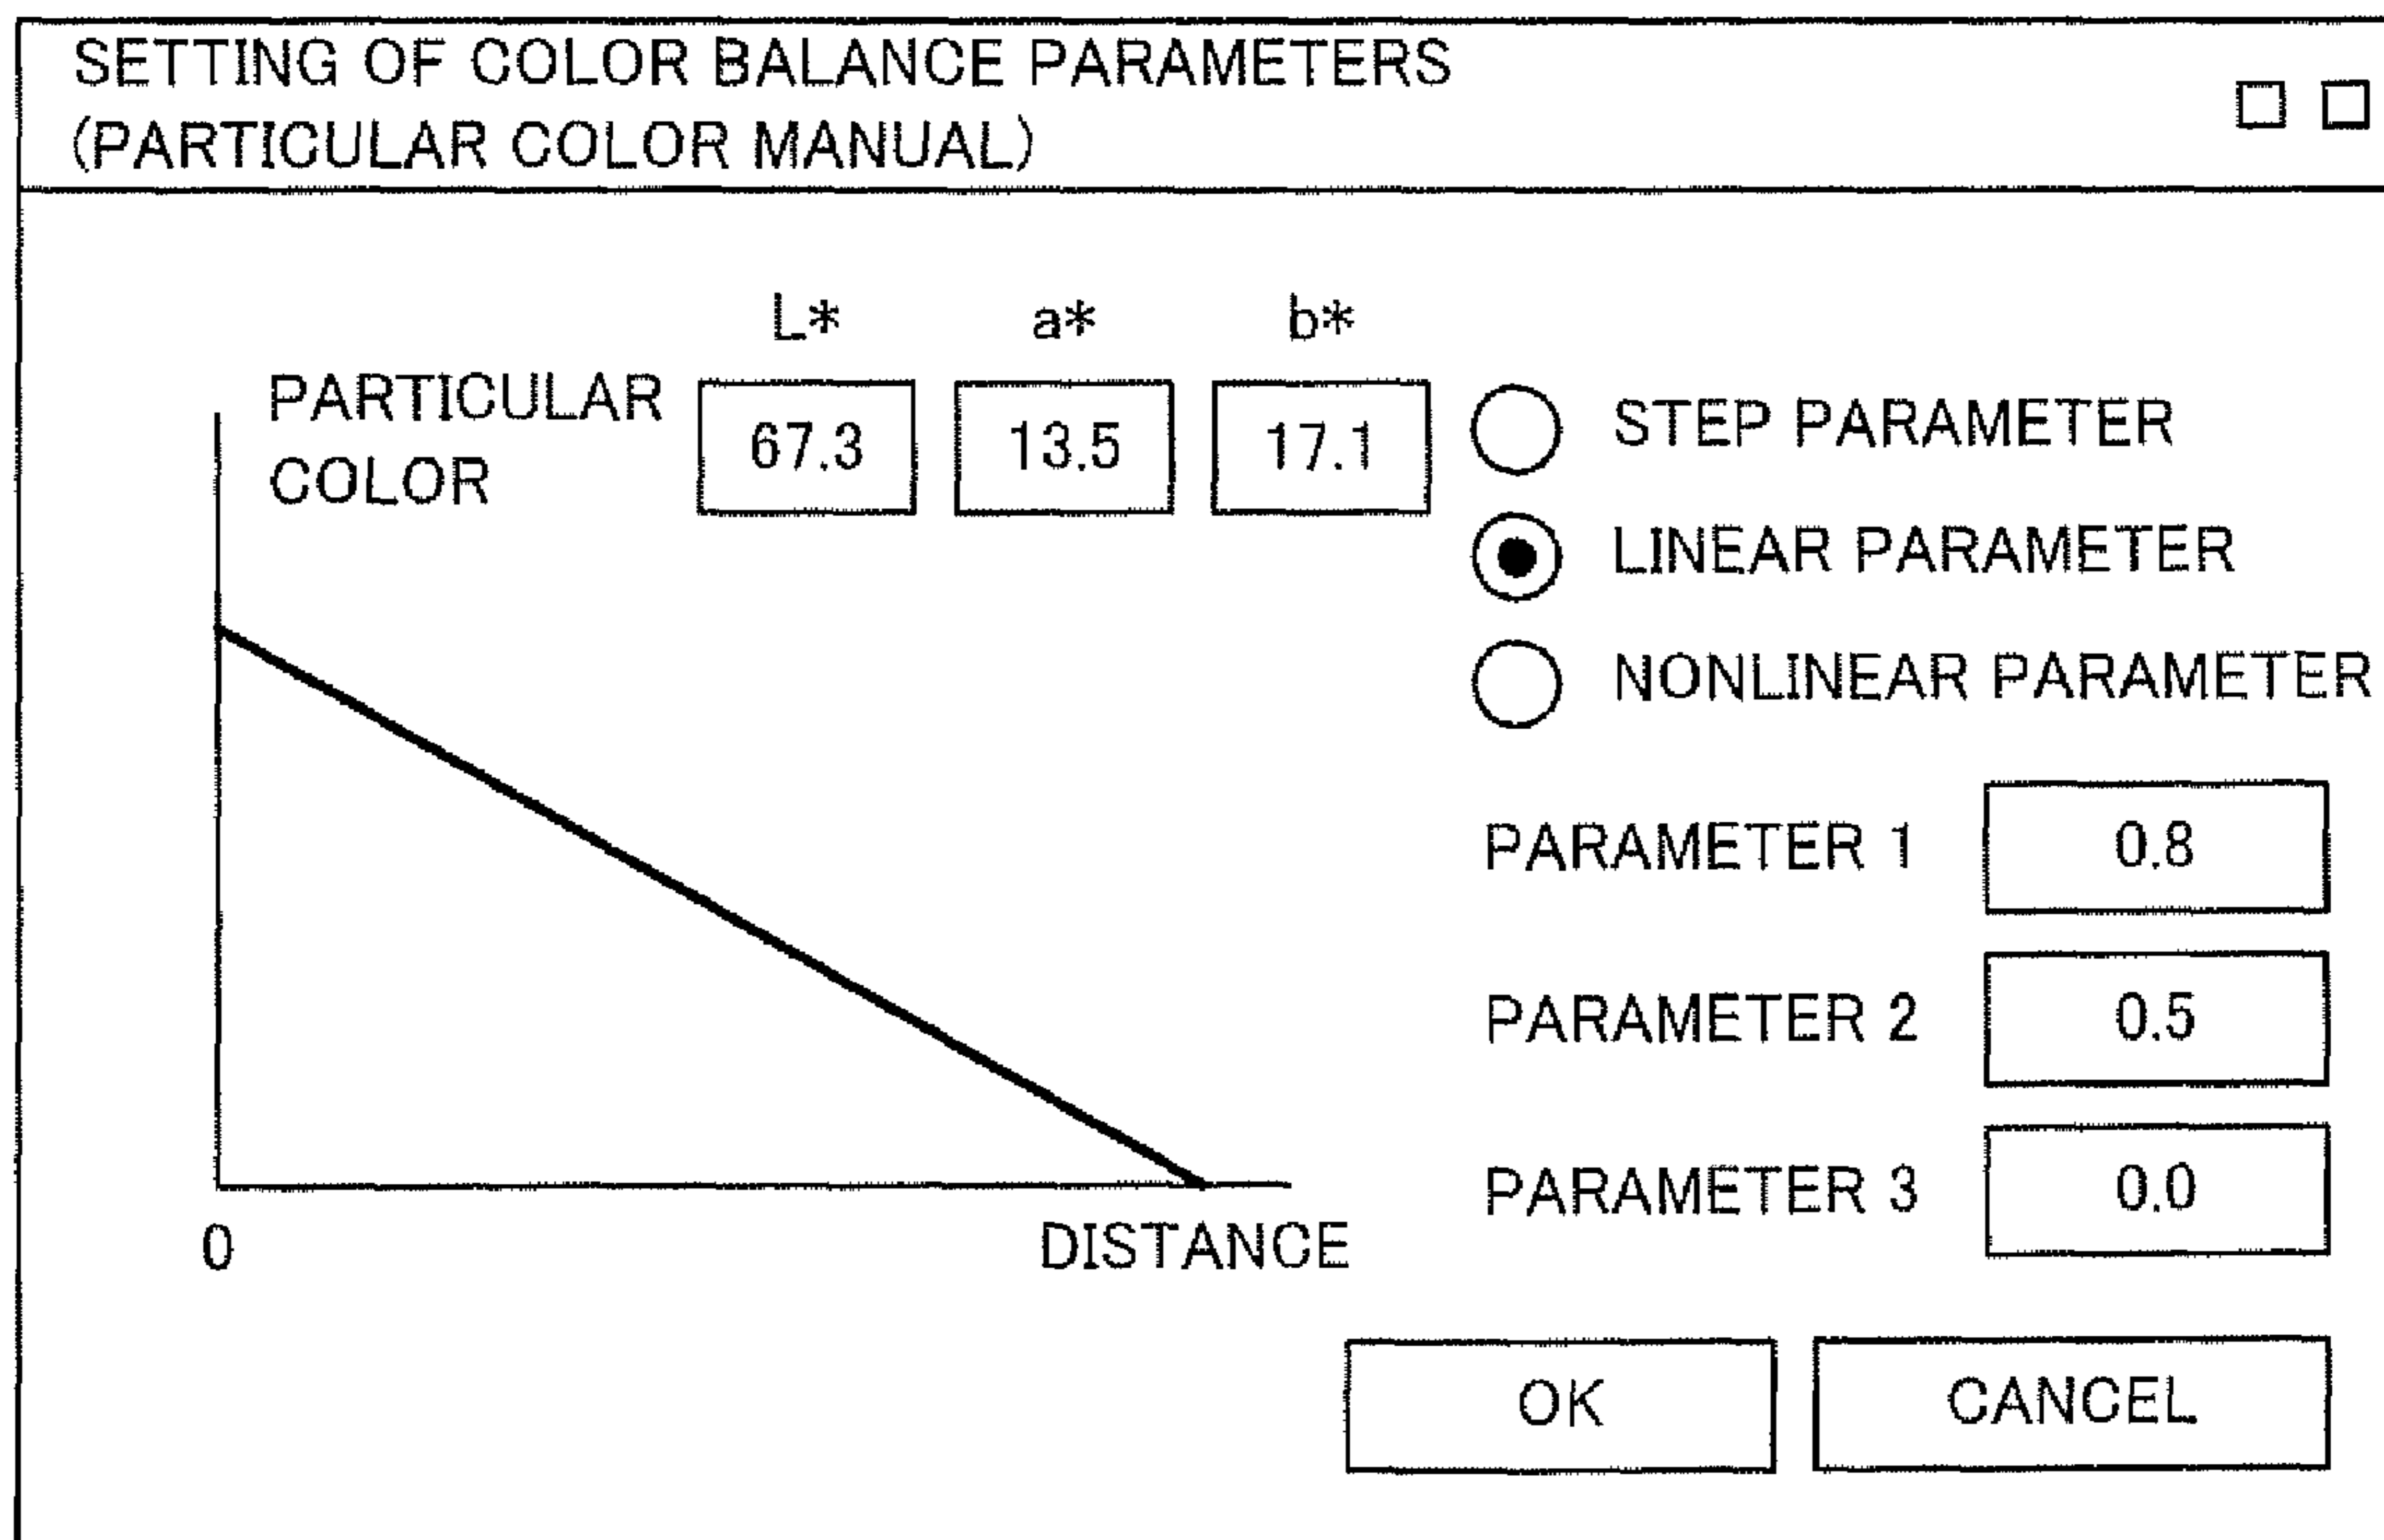 SETTING OF COLOR BALANCE PARAMETERS
(PARTICULAR COLOR MANUAL)
L* a* b*
PARTICULAR
COLOR
67.3 13.5 17.1
STEP PARAMETER
LINEAR PARAMETER
NONLINEAR PARAMETER
PARAMETER 1 0.8
PARAMETER 2 0.5
PARAMETER 3 0.0
0 DISTANCE
OK CANCEL